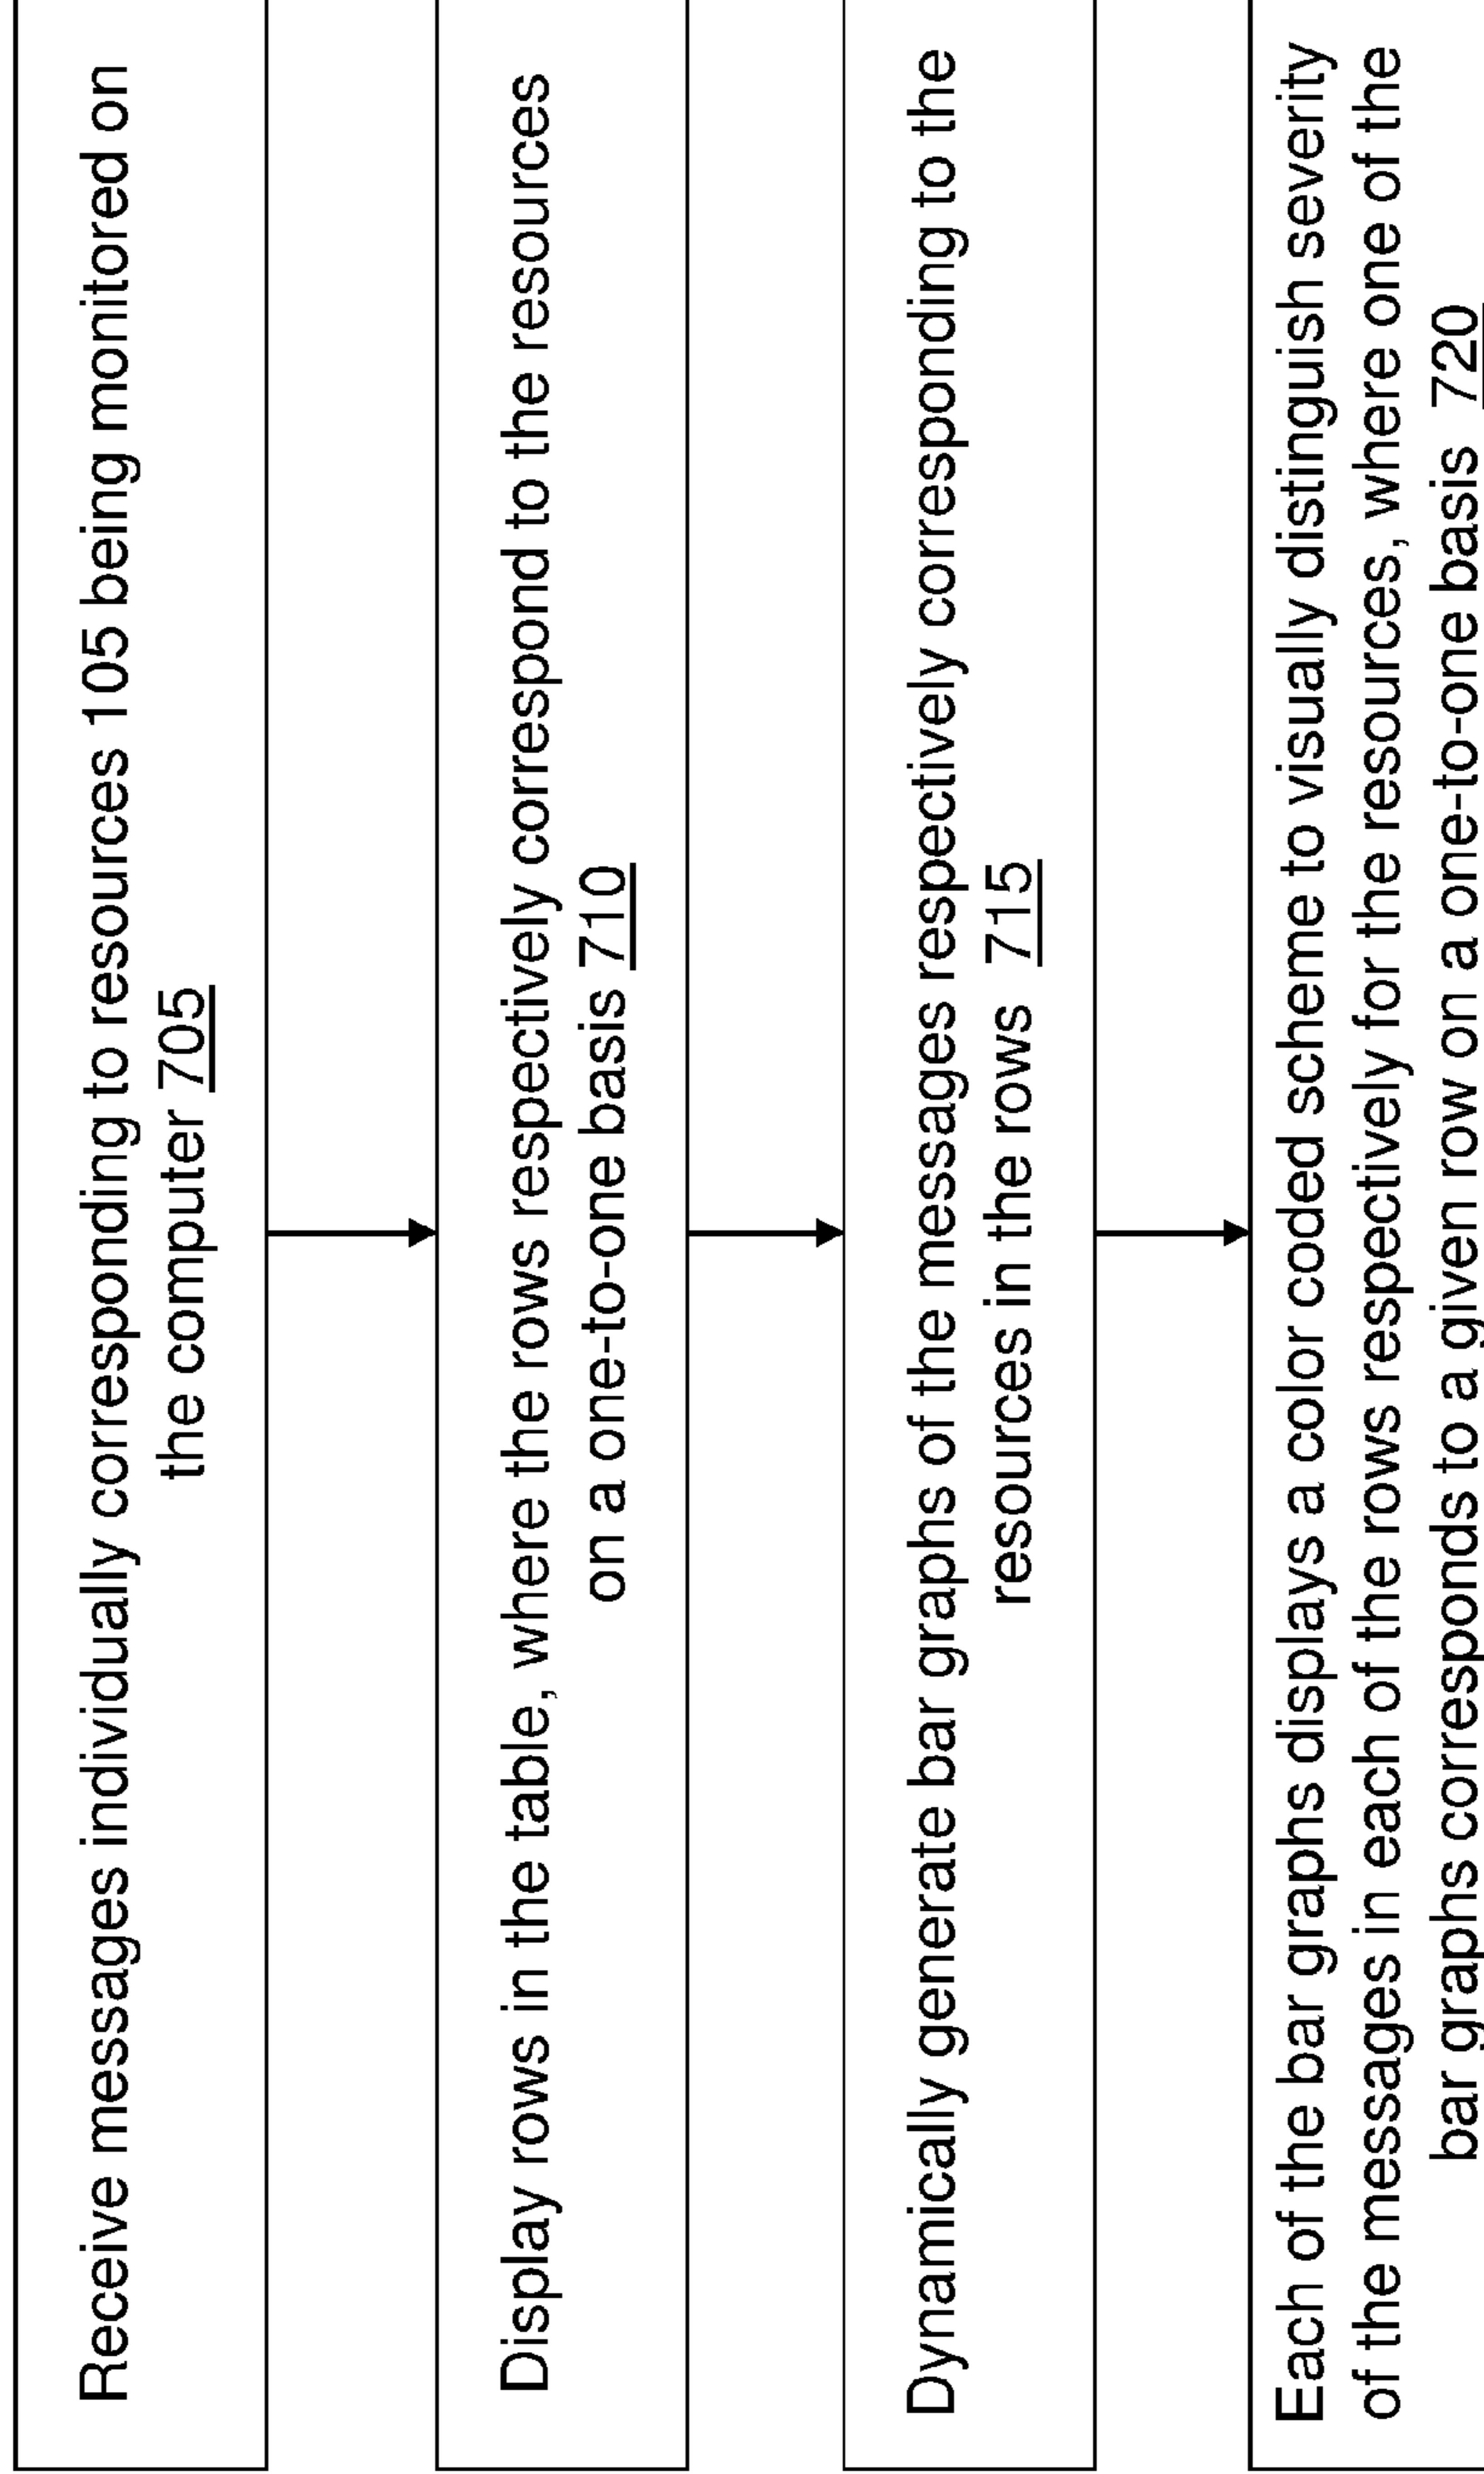 Receive messages individually corresponding to resources 105 being monitored on
the computer 705
Display rows in the table, where the rows respectively correspond to the resources
on a one-to-one basis 710
Dynamically generate bar graphs of the messages respectively corresponding to the
resources in the rows 715
Each of the bar graphs displays a color coded scheme to visually distinguish severity
of the messages in each of the rows respectively for the resources, where one of the
bar graphs corresponds to a given row on a one-to-one basis 720